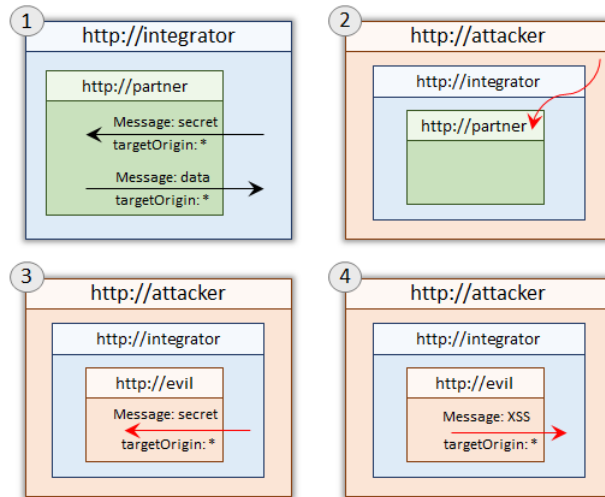 1
http://integrator
http://partner
Message: secret
targetOrigin: *
Message: data
targetOrigin: *
2
http://attacker
http://integrator
http://partner
3
http://attacker
http://integrator
http://evil
Message: secret
targetOrigin: *
4
http://attacker
http://integrator
http://evil
Message: XSS
targetOrigin: *